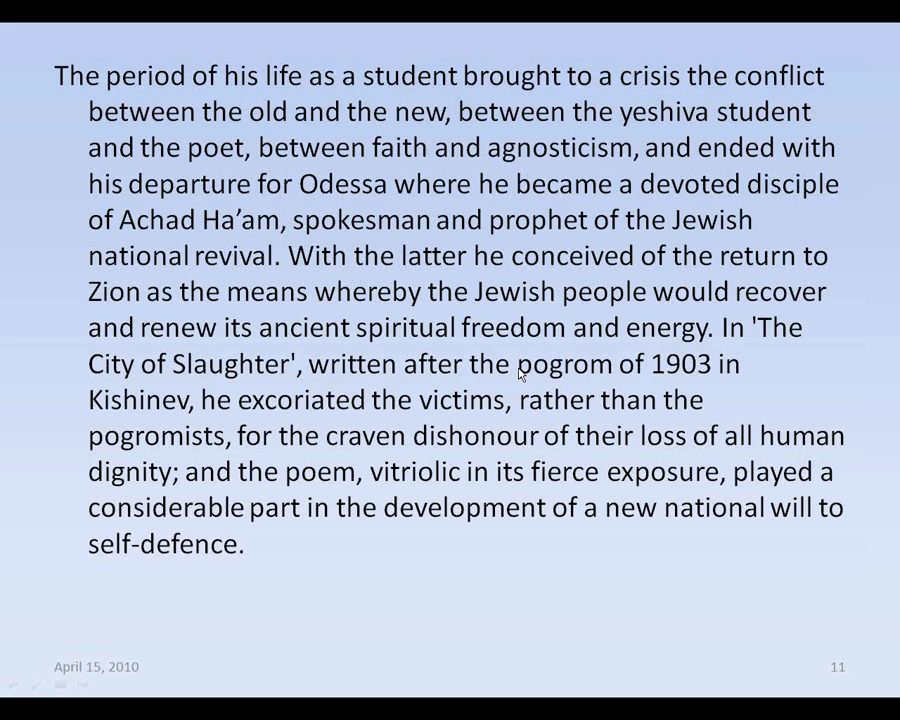 The period of his life as a student brought to a crisis the conflict
between the old and the new, between the yeshiva student
and the poet, between faith and agnosticism, and ended with
his departure for Odessa where he became a devoted disciple
of Achad Ha’am, spokesman and prophet of the Jewish
national revival. With the latter he conceived of the return to
Zion as the means whereby the Jewish people would recover
and renew its ancient spiritual freedom and energy. In 'The
City of Slaughter', written after the pogrom of 1903 in
Kishinev, he excoriated the victims, rather than the
pogromists, for the craven dishonour of their loss of all human
dignity; and the poem, vitriolic in its fierce exposure, played a
considerable part in the development of a new national will to
self-defence.
April 15, 2010
11